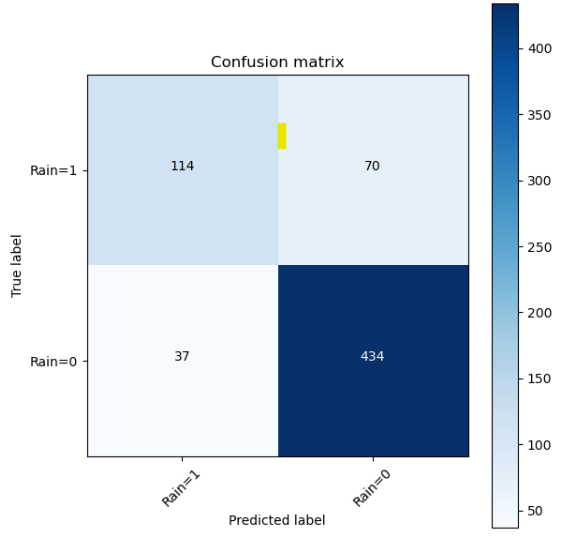 Confusion matrix
400
350
300
250
200
150
100
50
True label
Rain=1
114
70
Rain=0
37
434
Rain=1
Rain=0
Predicted label